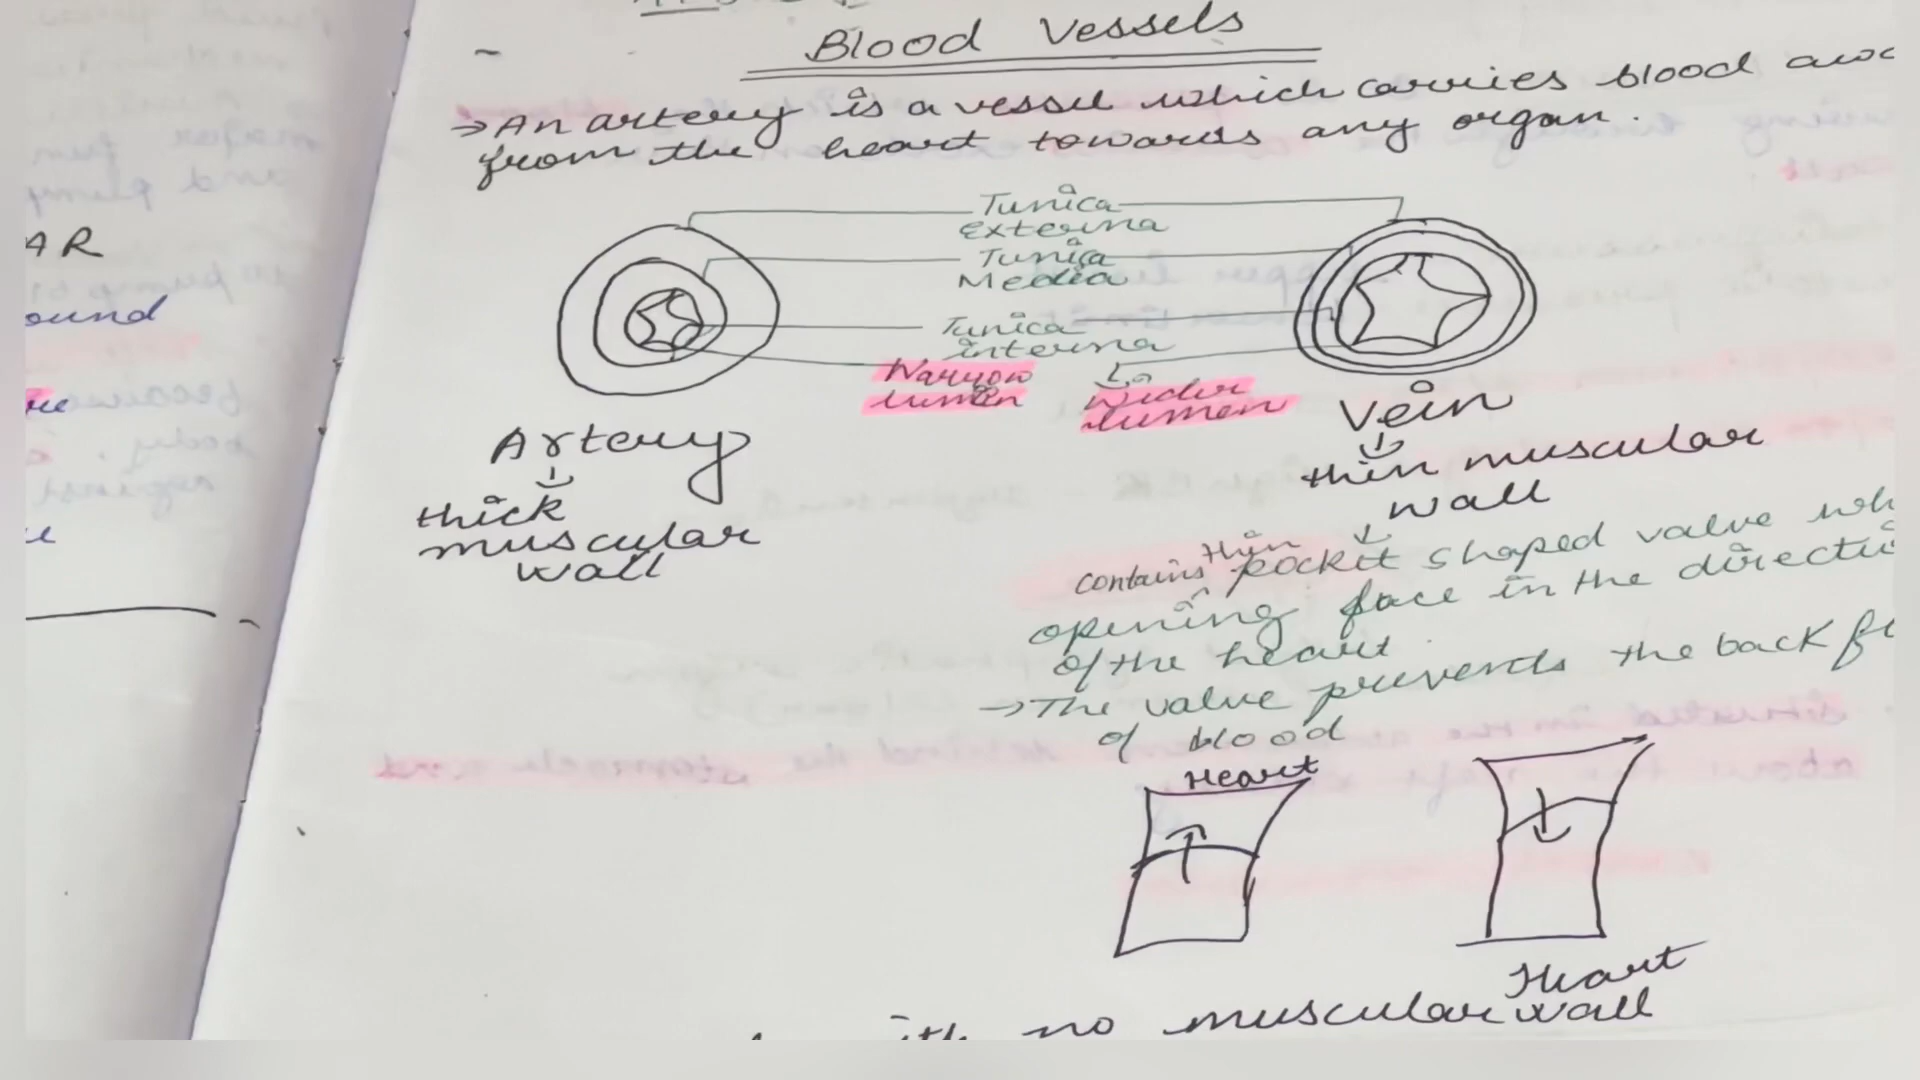 Blood Vessels
→ An artery is a vessel which carries blood
from the heart towards any organ.
Tunica
Externa
Tunica
Media
Tunica
interna
Narrow
lumen
wider
lumen
Artery
thick
muscular
wall
Vein
thin muscular
wall
contains thin pocket shaped valve
opening face in the
of the heart
→ The valve prevents the back
of blood
Heart
Heart
no muscular wall
AR